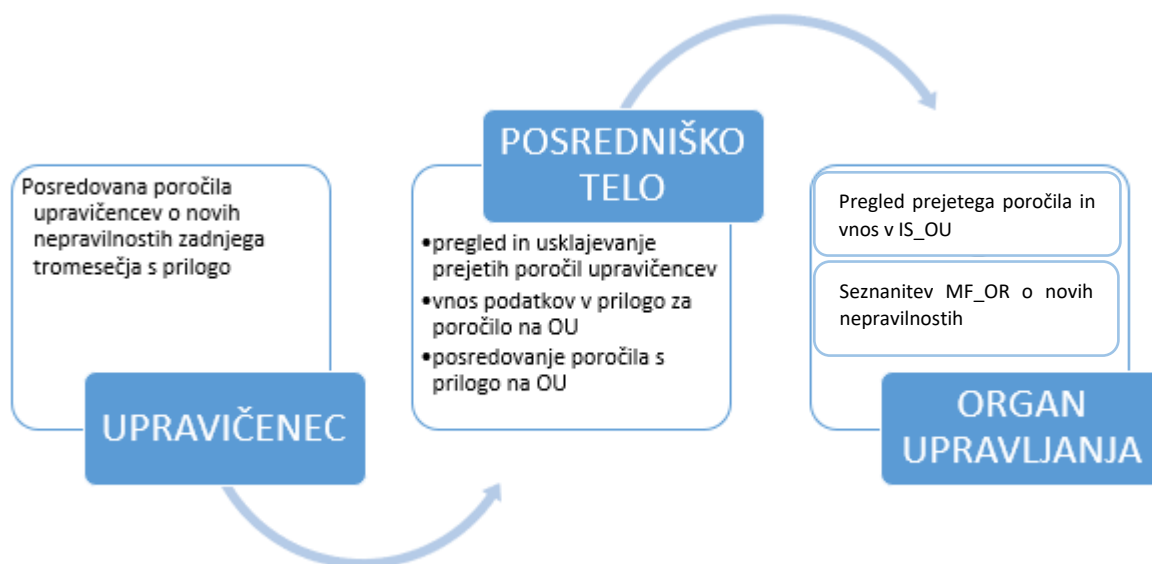 Posredovana poročila
upravičencev o novih
nepravilnostih zadnjega
tromesečja s prilogo
UPRAVIČENEC
POSREDNIŠKO
TELO
•pregled in usklajevanje
prejetih poročil upravičencev
•vnos podatkov v prilogo za
poročilo na OU
•posredovanje poročila s
prilogo na OU
Pregled prejetega poročila in
vnos v IS_OU
Seznanitev MF_OR o novih
nepravilnostih
ORGAN
UPRAVLJANJA